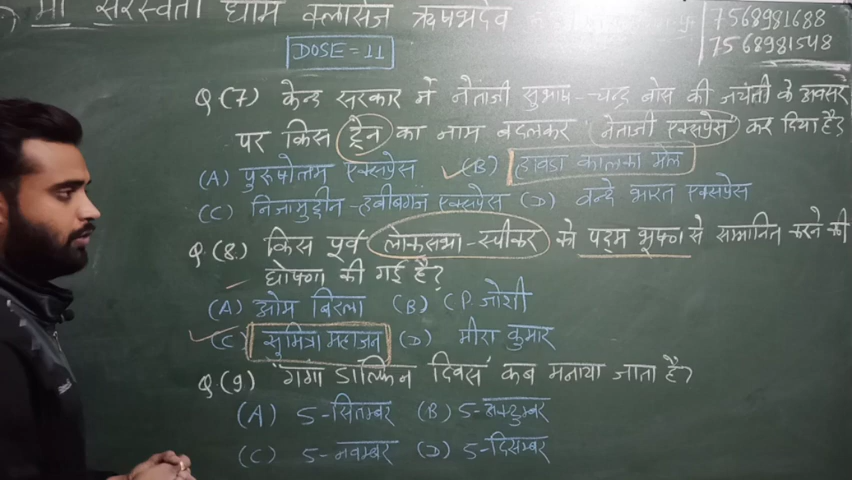 माँ सरस्वती धाम क्लासेज ऋषभदेव
7568981688
7568981548
DOSE = 11
Q (7) केन्द्र सरकार ने नेताजी सुभाष-चन्द्र बोस की जयंती के अवसर
पर किस ट्रेन का नाम बदलकर 'नेताजी एक्सप्रेस' कर दिया है?
(A) पुरुषोतम एक्सप्रेस (B) हावडा कालका मेल
(C) निजामुद्दीन-हबीबगंज एक्सप्रेस (D) वन्दे भारत एक्सप्रेस
Q (8.) किस पूर्व लोकसभा-स्पीकर को पद्म भूषण से सम्मानित करने की
घोषणा की गई है?
(A) ओम बिरला (B) C.P. जोशी
(C) सुमित्रा महाजन (D) मीरा कुमार
Q (9) 'गंगा डाल्फिन दिवस' कब मनाया जाता है?
(A) 5-सितम्बर (B) 5-अक्टुम्बर
(C) 5-नवम्बर (D) 5-दिसम्बर